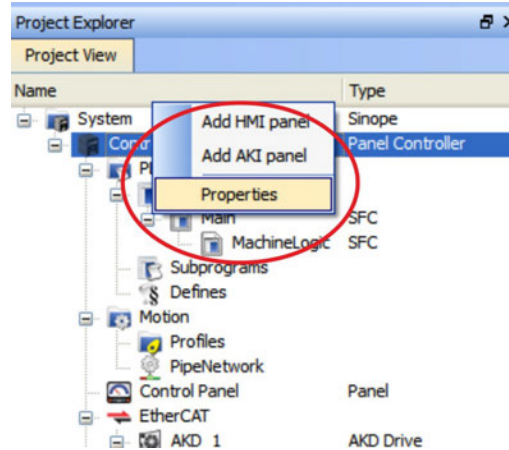 Project Explorer
Project View
Name Type
System Sinope
Add HMI panel
Contr Panel Controller
Add AKI panel
Properties
Main SFC
MachineLogic SFC
Subprograms
Defines
Motion
Profiles
PipeNetwork
Control Panel Panel
EtherCAT
AKD_1 AKD Drive